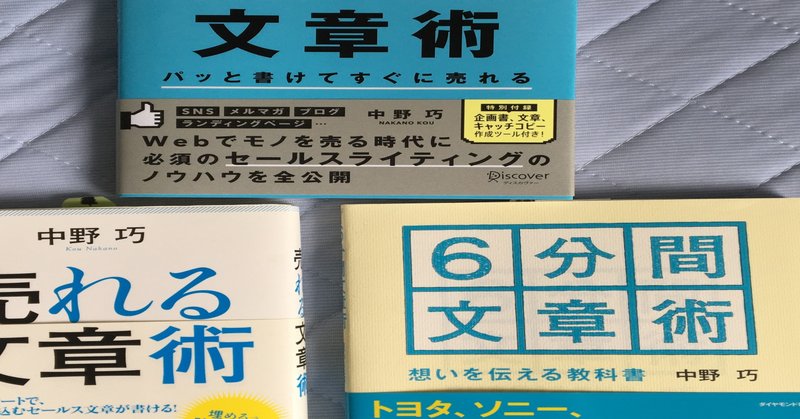 文章術
パッと書けてすぐに売れる
SNS メルマガ ブログ
ランディングページ …
中野 巧
NAKANO KOU
特別付録
企画書、文章、
キャッチコピー
作成ツール付き!
Webでモノを売る時代に
必須のセールスライティングの
ノウハウを全公開
Discover
ディスカヴァー
中野 巧
Kou Nakano
売れる
文章術
ートで、
込むセールス文章が書ける!
埋める
売れる文章術
6分間
文章術
想いを伝える教科書 中野 巧
トヨタ、ソニー、
ダイヤモンド